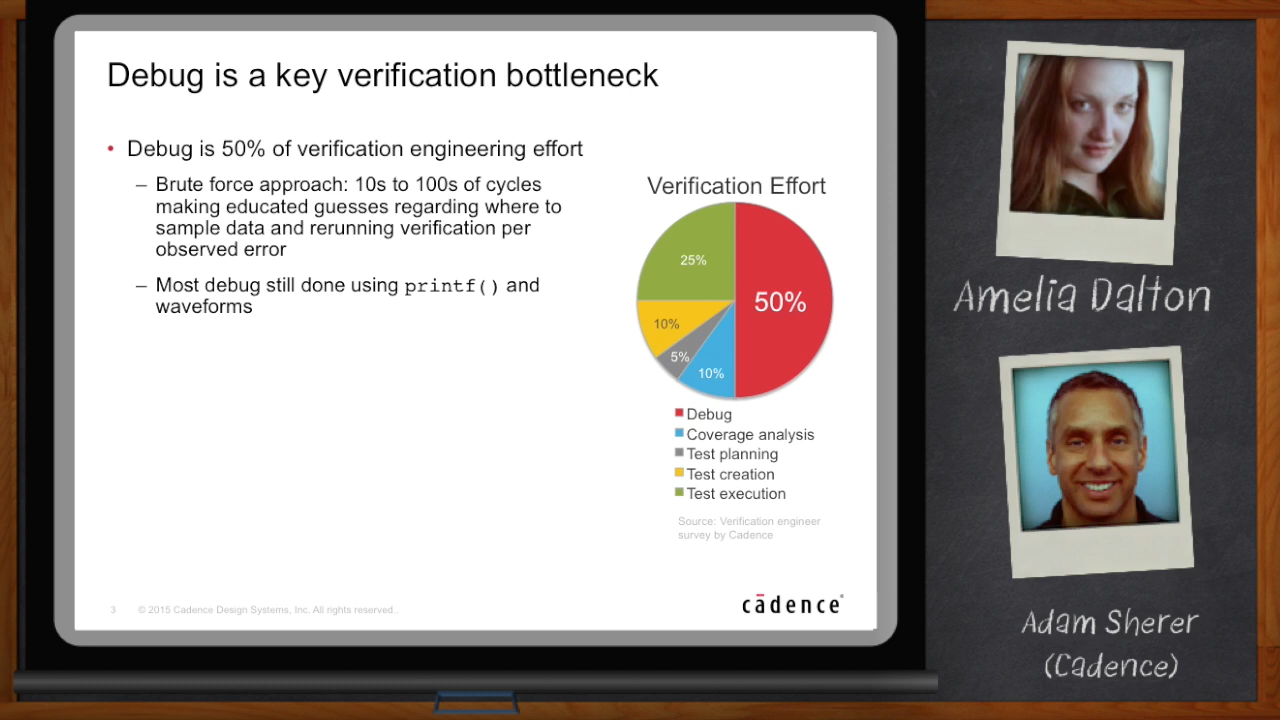 Debug is a key verification bottleneck
• Debug is 50% of verification engineering effort
– Brute force approach: 10s to 100s of cycles
making educated guesses regarding where to
sample data and rerunning verification per
observed error
– Most debug still done using printf() and
waveforms
Verification Effort
25%
50%
10%
5%
10%
Debug
Coverage analysis
Test planning
Test creation
Test execution
Source: Verification engineer
survey by Cadence
3 © 2015 Cadence Design Systems, Inc. All rights reserved..
cādence®
Amelia Dalton
Adam Sherer
(Cadence)